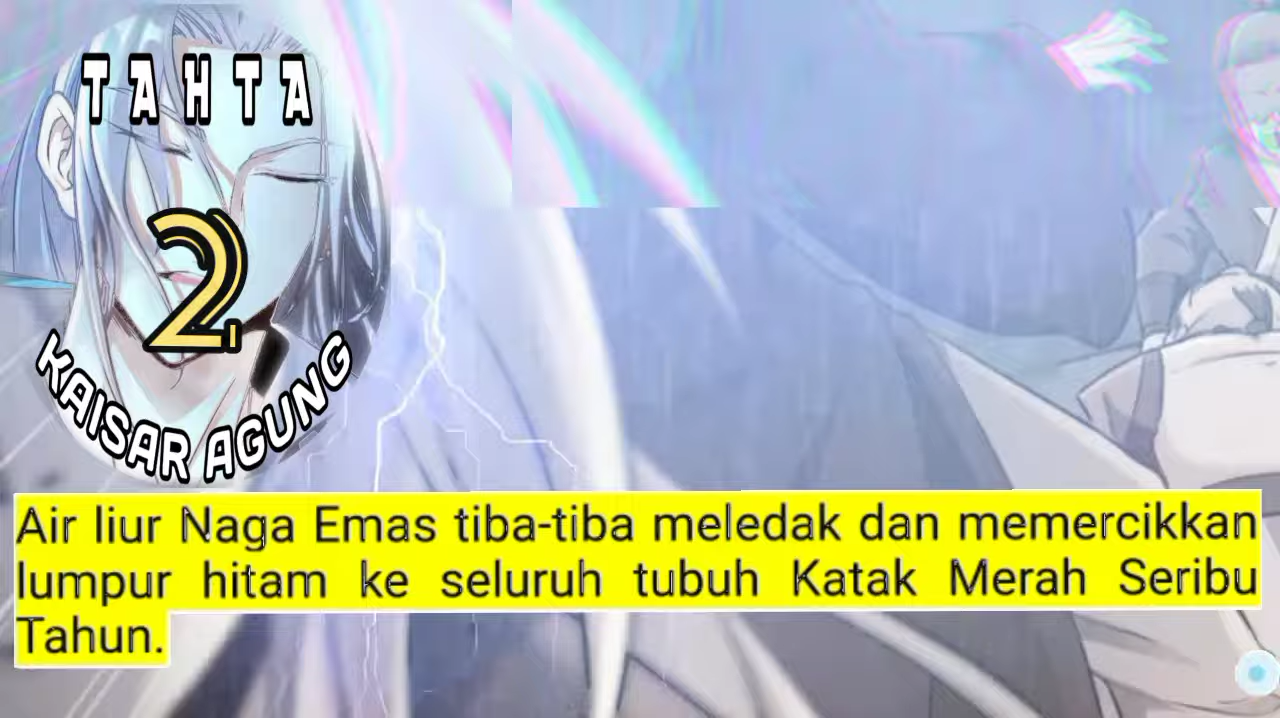 TAHTA
2
KAISAR AGUNG
Air liur Naga Emas tiba-tiba meledak dan memercikkan
lumpur hitam ke seluruh tubuh Katak Merah Seribu
Tahun.